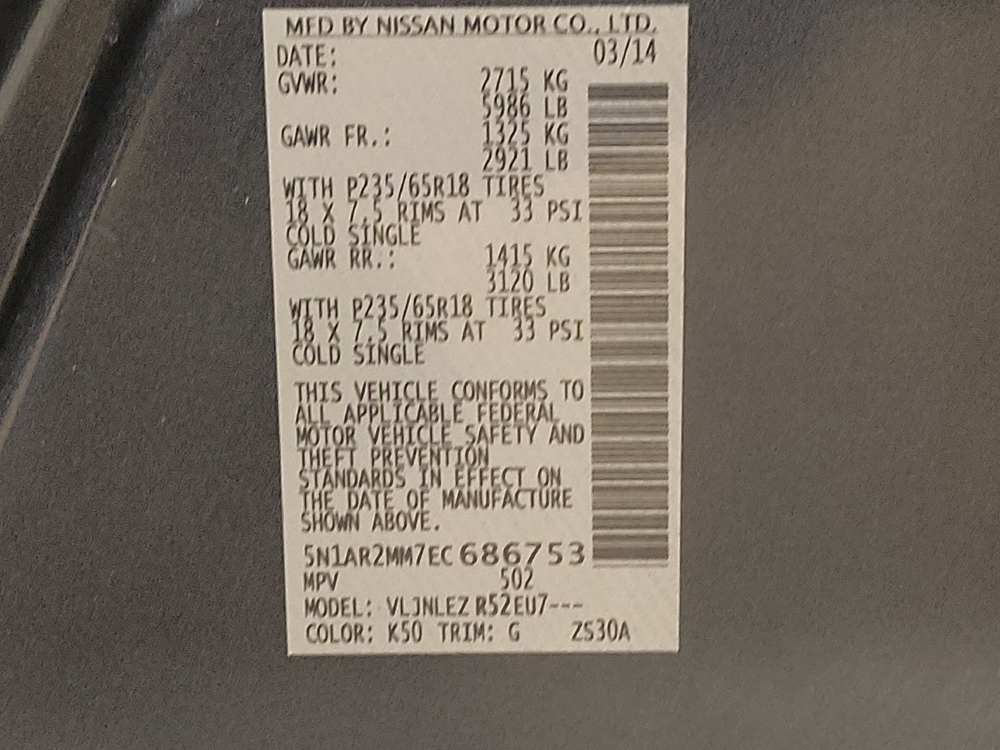 MFD BY NISSAN MOTOR CO., LTD.
DATE: 03/14
GVWR: 2715 KG
5986 LB
GAWR FR.: 1325 KG
2921 LB
WITH P235/65R18 TIRES
18 X 7.5 RIMS AT 33 PSI
COLD SINGLE
GAWR RR.: 1415 KG
3120 LB
WITH P235/65R18 TIRES
18 X 7.5 RIMS AT 33 PSI
COLD SINGLE
THIS VEHICLE CONFORMS TO
ALL APPLICABLE FEDERAL
MOTOR VEHICLE SAFETY AND
THEFT PREVENTION
STANDARDS IN EFFECT ON
THE DATE OF MANUFACTURE
SHOWN ABOVE.
5N1AR2MM7EC686753
MPV 502
MODEL: VLJNLEZ R52EU7---
COLOR: K50 TRIM: G ZS30A